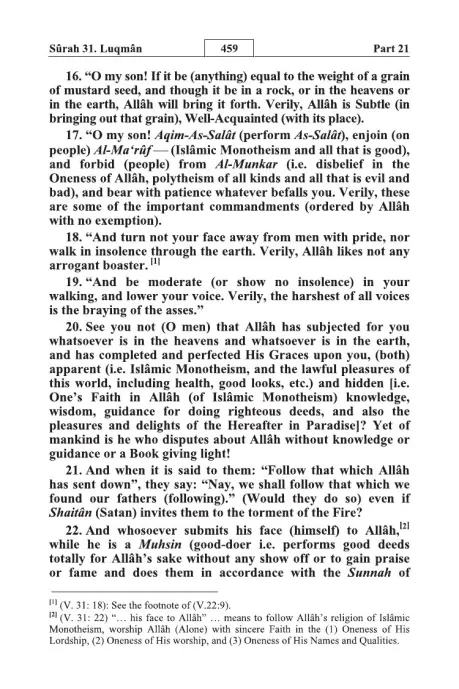 Sûrah 31. Luqmân 459 Part 21
16. “O my son! If it be (anything) equal to the weight of a grain
of mustard seed, and though it be in a rock, or in the heavens or
in the earth, Allâh will bring it forth. Verily, Allâh is Subtle (in
bringing out that grain), Well-Acquainted (with its place).
17. “O my son! Aqim-As-Salât (perform As-Salât), enjoin (on
people) Al-Ma‘rûf — (Islâmic Monotheism and all that is good),
and forbid (people) from Al-Munkar (i.e. disbelief in the
Oneness of Allâh, polytheism of all kinds and all that is evil and
bad), and bear with patience whatever befalls you. Verily, these
are some of the important commandments (ordered by Allâh
with no exemption).
18. “And turn not your face away from men with pride, nor
walk in insolence through the earth. Verily, Allâh likes not any
arrogant boaster. [1]
19. “And be moderate (or show no insolence) in your
walking, and lower your voice. Verily, the harshest of all voices
is the braying of the asses.”
20. See you not (O men) that Allâh has subjected for you
whatsoever is in the heavens and whatsoever is in the earth,
and has completed and perfected His Graces upon you, (both)
apparent (i.e. Islâmic Monotheism, and the lawful pleasures of
this world, including health, good looks, etc.) and hidden [i.e.
One’s Faith in Allâh (of Islâmic Monotheism) knowledge,
wisdom, guidance for doing righteous deeds, and also the
pleasures and delights of the Hereafter in Paradise]? Yet of
mankind is he who disputes about Allâh without knowledge or
guidance or a Book giving light!
21. And when it is said to them: “Follow that which Allâh
has sent down”, they say: “Nay, we shall follow that which we
found our fathers (following).” (Would they do so) even if
Shaitân (Satan) invites them to the torment of the Fire?
22. And whosoever submits his face (himself) to Allâh,[2]
while he is a Muhsin (good-doer i.e. performs good deeds
totally for Allâh’s sake without any show off or to gain praise
or fame and does them in accordance with the Sunnah of
[1] (V. 31: 18): See the footnote of (V.22:9).
[2] (V. 31: 22) “… his face to Allâh” … means to follow Allâh’s religion of Islâmic
Monotheism, worship Allâh (Alone) with sincere Faith in the (1) Oneness of His
Lordship, (2) Oneness of His worship, and (3) Oneness of His Names and Qualities.